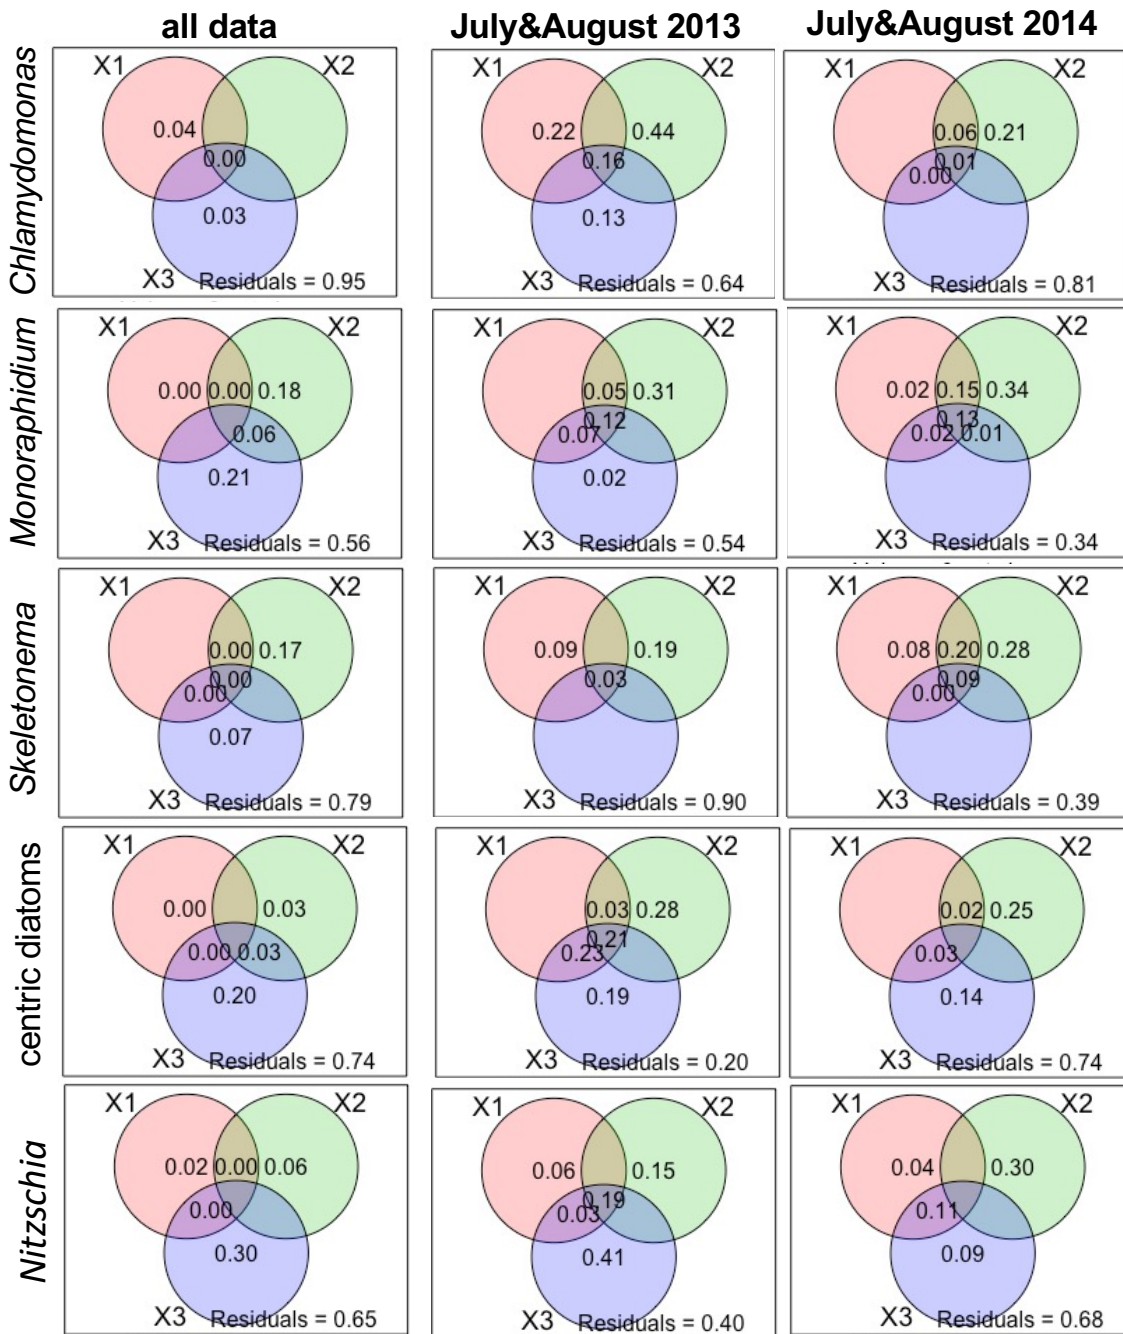 all data July&August 2013 July&August 2014
Chlamydomonas
X1 X2 X1 X2 X1 X2
0.04 0.22 0.44 0.06 0.21
0.00 0.16 0.01
0.00
0.03 0.13
X3 Residuals = 0.95 X3 Residuals = 0.64 X3 Residuals = 0.81
Monoraphidium
X1 X2 X1 X2 X1 X2
0.00 0.00 0.18 0.05 0.31 0.02 0.15 0.34
0.12 0.13
0.06 0.07 0.02 0.01
0.21 0.02
X3 Residuals = 0.56 X3 Residuals = 0.54 X3 Residuals = 0.34
Skeletonema
X1 X2 X1 X2 X1 X2
0.00 0.17 0.09 0.19 0.08 0.20 0.28
0.00 0.03 0.09
0.00 0.00
0.07
X3 Residuals = 0.79 X3 Residuals = 0.90 X3 Residuals = 0.39
centric diatoms
X1 X2 X1 X2 X1 X2
0.00 0.03 0.03 0.28 0.02 0.25
0.21
0.00 0.03 0.23 0.03
0.20 0.19 0.14
X3 Residuals = 0.74 X3 Residuals = 0.20 X3 Residuals = 0.74
Nitzschia
X1 X2 X1 X2 X1 X2
0.02 0.00 0.06 0.06 0.15 0.04 0.30
0.19
0.00 0.03 0.11
0.30 0.41 0.09
X3 Residuals = 0.65 X3 Residuals = 0.40 X3 Residuals = 0.68